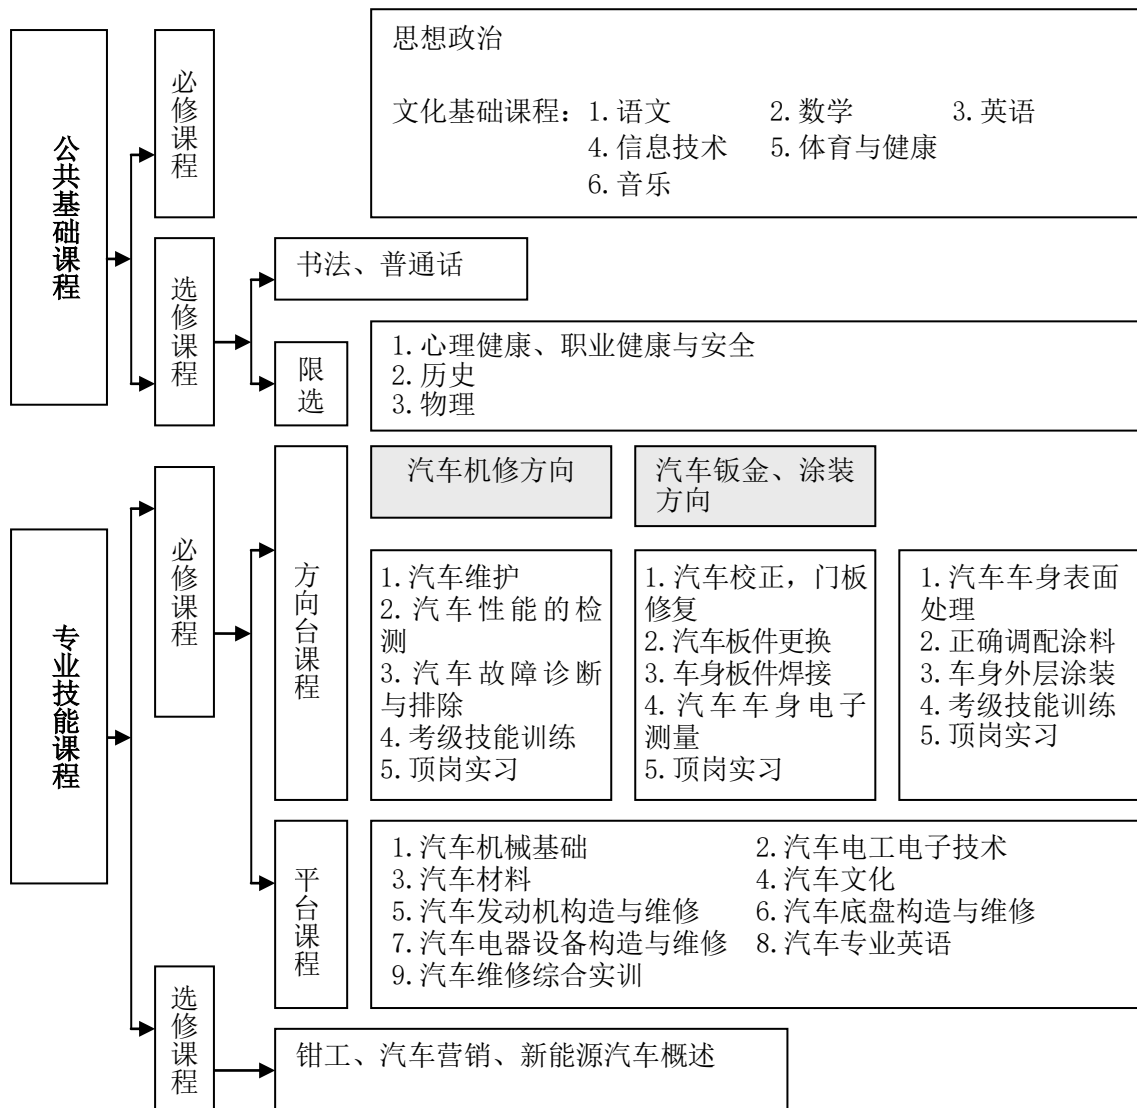 公共基础课程
必修课程
思想政治
文化基础课程：1.语文 2.数学 3.英语
4.信息技术 5.体育与健康
6.音乐
选修课程
书法、普通话
限选
1.心理健康、职业健康与安全
2.历史
3.物理
专业技能课程
必修课程
方向台课程
汽车机修方向
汽车钣金、涂装
方向
1.汽车维护
2.汽车性能的检
测
3.汽车故障诊断
与排除
4.考级技能训练
5.顶岗实习
1.汽车校正，门板
修复
2.汽车板件更换
3.车身板件焊接
4.汽车车身电子
测量
5.顶岗实习
1.汽车车身表面
处理
2.正确调配涂料
3.车身外层涂装
4.考级技能训练
5.顶岗实习
平台课程
1.汽车机械基础 2.汽车电工电子技术
3.汽车材料 4.汽车文化
5.汽车发动机构造与维修 6.汽车底盘构造与维修
7.汽车电器设备构造与维修 8.汽车专业英语
9.汽车维修综合实训
选修课程
钳工、汽车营销、新能源汽车概述